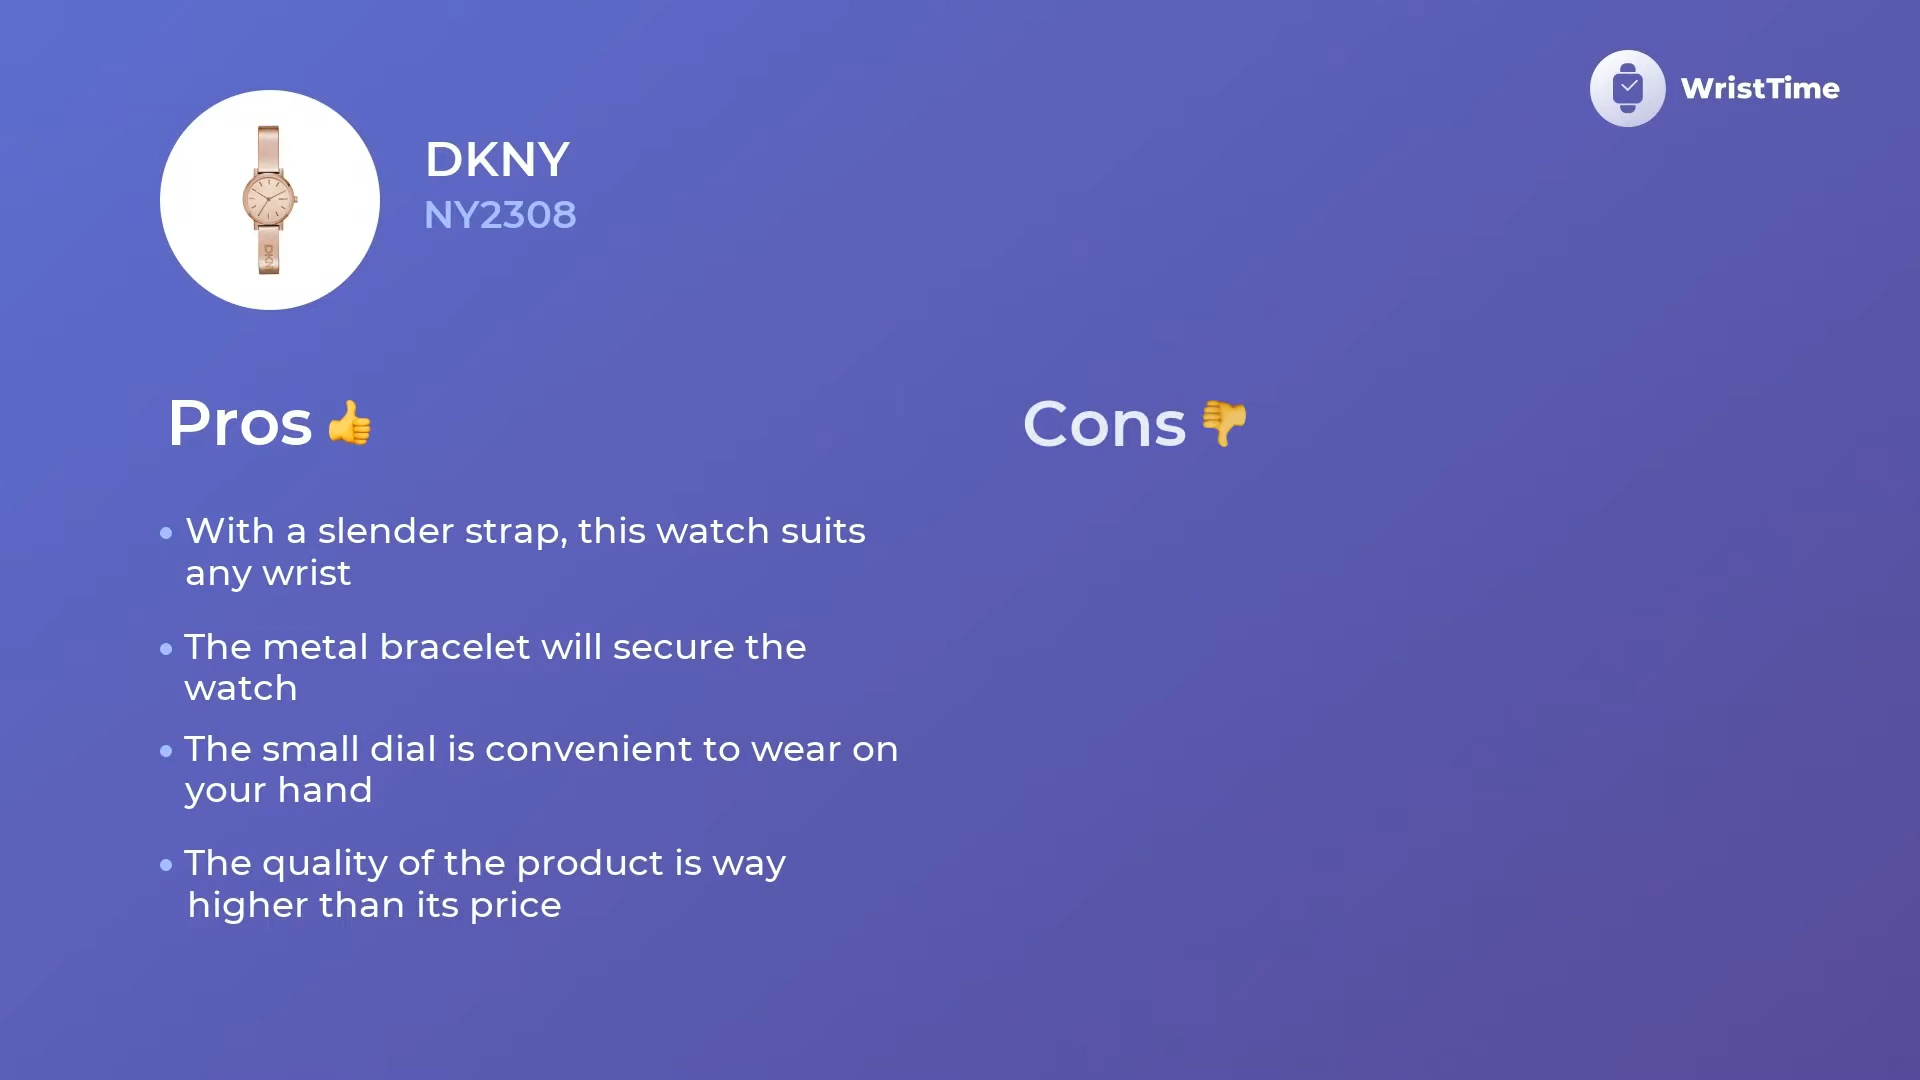 WristTime
DKNY
NY2308
Pros
With a slender strap, this watch suits
any wrist
The metal bracelet will secure the
watch
The small dial is convenient to wear on
your hand
The quality of the product is way
higher than its price
Cons
DKNY